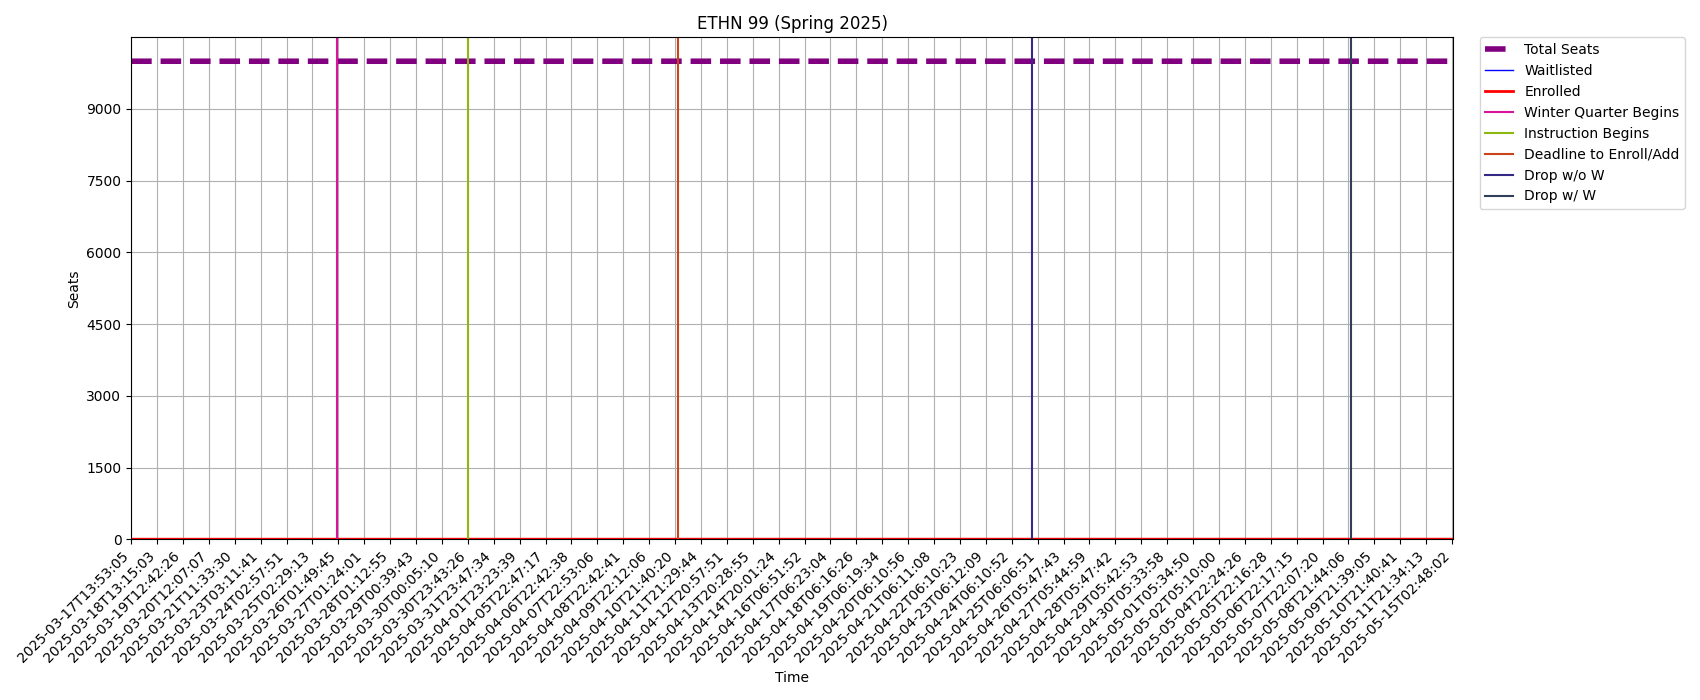 ETHN 99 (Spring 2025)
Total Seats
Waitlisted
Enrolled
Winter Quarter Begins
Instruction Begins
Deadline to Enroll/Add
Drop w/o W
Drop w/ W
Seats
9000
7500
6000
4500
3000
1500
0
2025-03-17T13:53:05
2025-03-18T13:15:03
2025-03-19T12:42:26
2025-03-20T12:07:07
2025-03-21T11:33:30
2025-03-23T03:11:41
2025-03-24T02:57:51
2025-03-25T02:29:13
2025-03-26T01:49:45
2025-03-27T01:24:01
2025-03-28T01:12:55
2025-03-29T00:39:43
2025-03-30T00:05:10
2025-03-30T23:43:26
2025-03-31T23:47:34
2025-04-01T23:23:39
2025-04-05T22:47:17
2025-04-06T22:42:38
2025-04-07T22:53:06
2025-04-08T22:42:41
2025-04-09T22:12:06
2025-04-10T21:40:20
2025-04-11T21:29:44
2025-04-12T20:57:51
2025-04-13T20:28:55
2025-04-14T20:01:24
2025-04-16T06:51:52
2025-04-17T06:23:04
2025-04-18T06:16:26
2025-04-19T06:19:34
2025-04-20T06:10:56
2025-04-21T06:11:08
2025-04-22T06:10:23
2025-04-23T06:12:09
2025-04-24T06:10:52
2025-04-25T06:06:51
2025-04-26T05:47:43
2025-04-27T05:44:59
2025-04-28T05:47:42
2025-04-29T05:42:53
2025-04-30T05:33:58
2025-05-01T05:34:50
2025-05-02T05:10:00
2025-05-04T22:24:26
2025-05-05T22:16:28
2025-05-06T22:17:15
2025-05-07T22:07:20
2025-05-08T21:44:06
2025-05-09T21:39:05
2025-05-10T21:40:41
2025-05-11T21:34:13
2025-05-15T02:48:02
Time